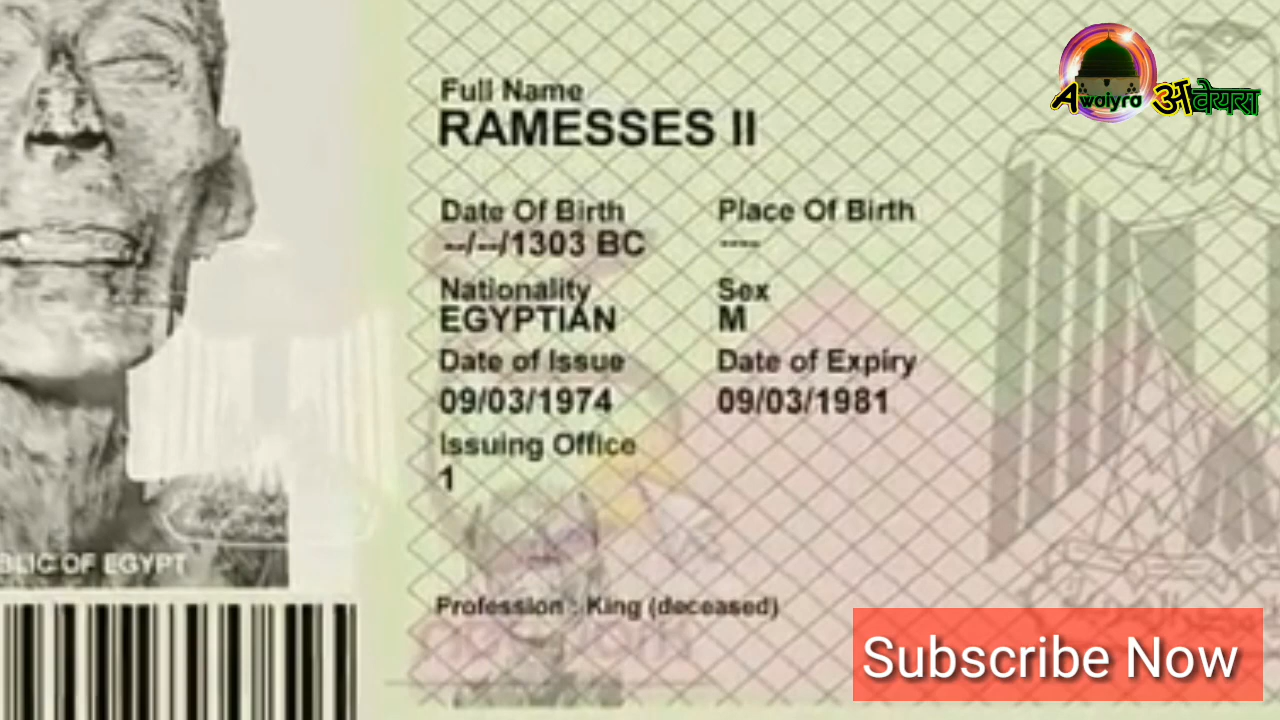 Full Name
RAMESSES II
Awaiyra अवेयरा
Date Of Birth Place Of Birth
--/--/1303 BC ----
Nationality Sex
EGYPTIAN M
Date of Issue Date of Expiry
09/03/1974 09/03/1981
Issuing Office
1
BLIC OF EGYPT
Profession : King (deceased)
Subscribe Now